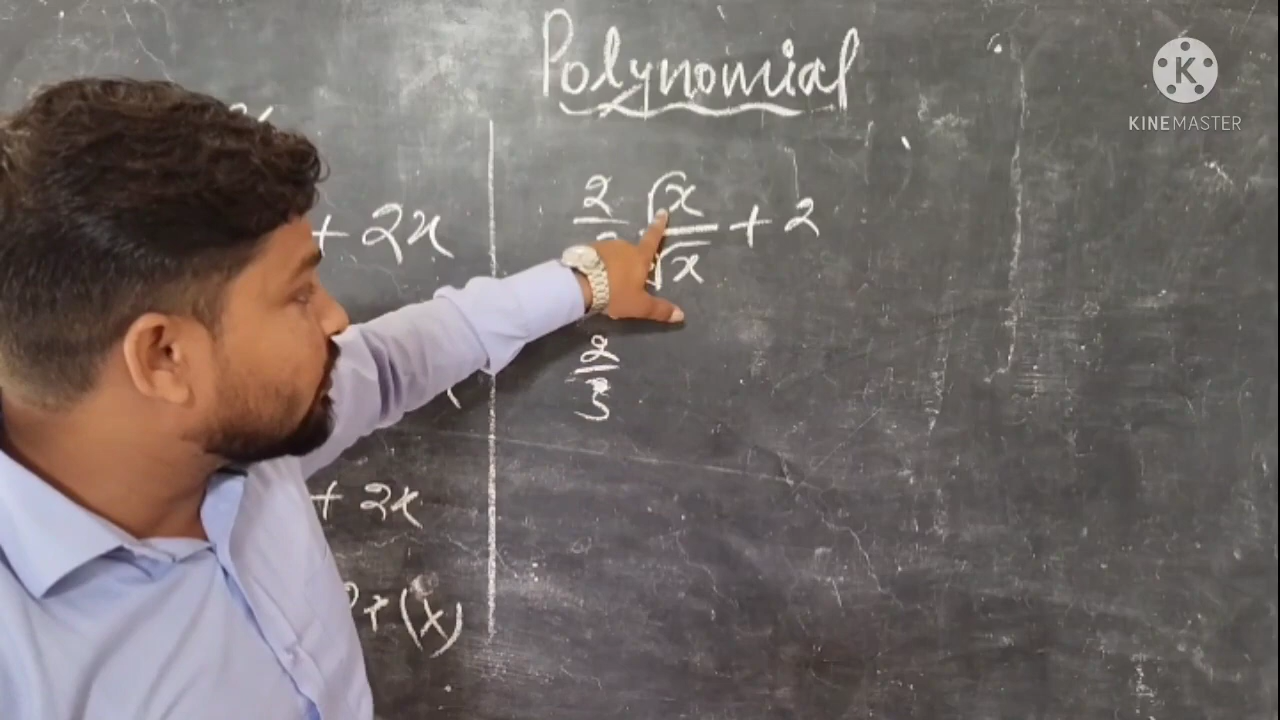 Polynomial
KINEMASTER
+ 2x
2 √x
√x + 2
2
3
+ 2x
+ (x)